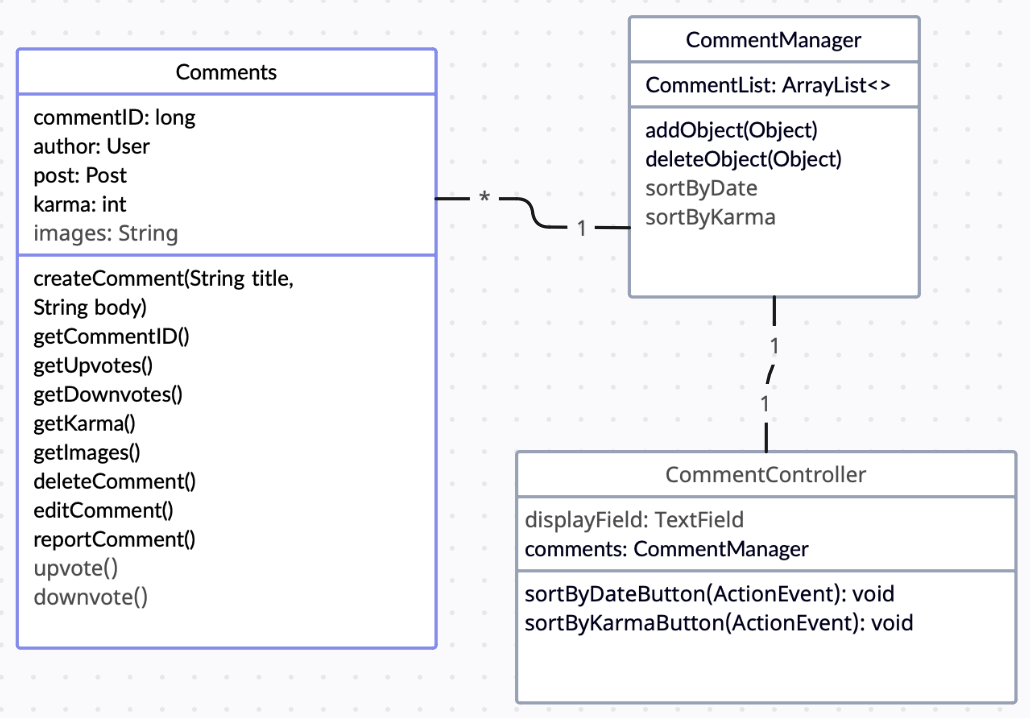 Comments
commentID: long
author: User
post: Post
karma: int
images: String
createComment(String title,
String body)
getCommentID()
getUpvotes()
getDownvotes()
getKarma()
getImages()
deleteComment()
editComment()
reportComment()
upvote()
downvote()
*
1
CommentManager
CommentList: ArrayList<>
addObject(Object)
deleteObject(Object)
sortByDate
sortByKarma
1
1
CommentController
displayField: TextField
comments: CommentManager
sortByDateButton(ActionEvent): void
sortByKarmaButton(ActionEvent): void